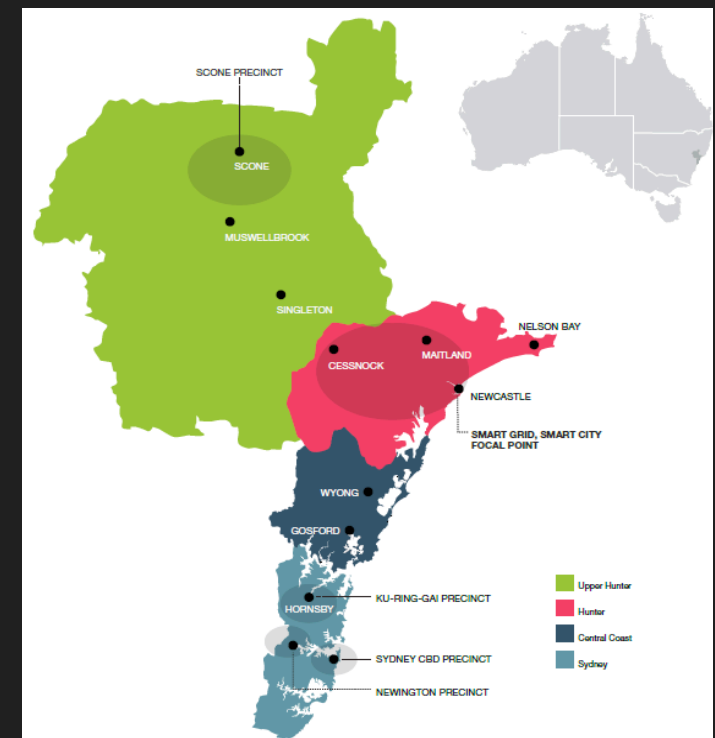 SCONE PRECINCT
SCONE
MUSWELLBROOK
SINGLETON
NELSON BAY
MAITLAND
CESSNOCK
NEWCASTLE
SMART GRID, SMART CITY
FOCAL POINT
WYONG
GOSFORD
KU-RING-GAI PRECINCT
HORNSBY
SYDNEY CBD PRECINCT
NEWINGTON PRECINCT
Upper Hunter
Hunter
Central Coast
Sydney